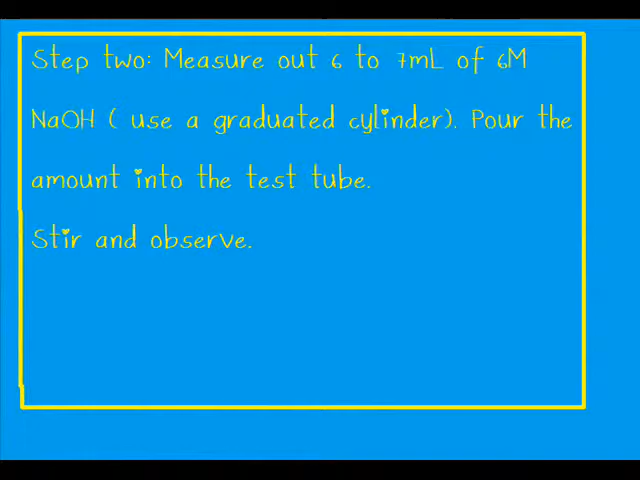 Step two: Measure out 6 to 7mL of 6M
NaOH ( use a graduated cylinder). Pour the
amount into the test tube.
Stir and observe.